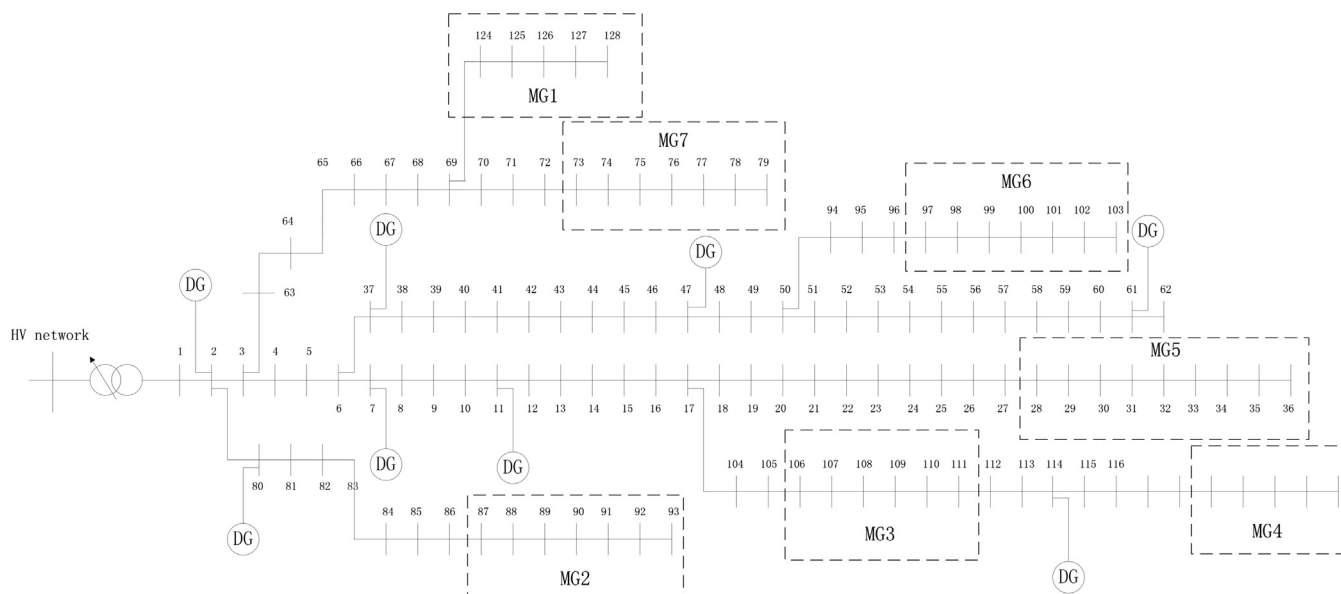 124 125 126 127 128
MG1
MG7
65 66 67 68 69 70 71 72 73 74 75 76 77 78 79
MG6
64
DG
94 95 96 97 98 99 100 101 102 103
DG
DG
DG
63
37 38 39 40 41 42 43 44 45 46 47 48 49 50 51 52 53 54 55 56 57 58 59 60 61 62
HV network
1 2 3 4 5
MG5
6 7 8 9 10 11 12 13 14 15 16 17 18 19 20 21 22 23 24 25 26 27 28 29 30 31 32 33 34 35 36
DG
DG
104 105 106 107 108 109 110 111 112 113 114 115 116
80 81 82 83
DG
84 85 86 87 88 89 90 91 92 93
MG3
MG4
MG2
DG